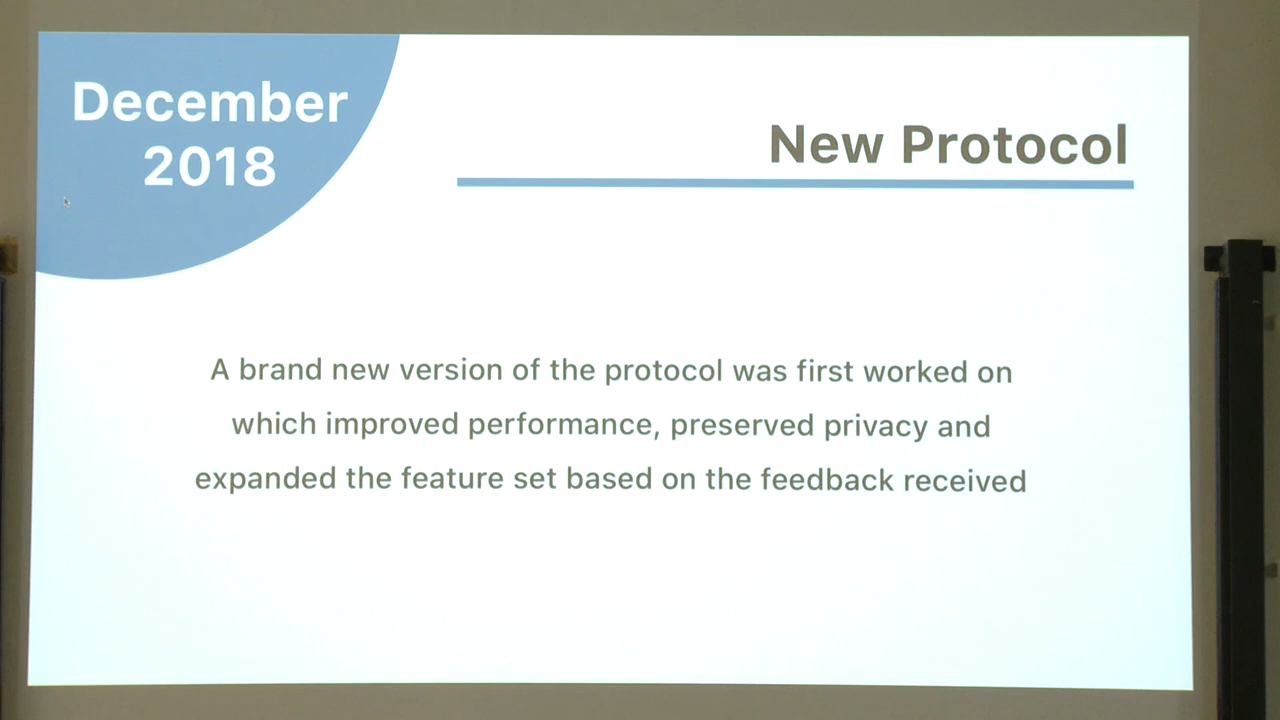 December
2018
New Protocol
A brand new version of the protocol was first worked on
which improved performance, preserved privacy and
expanded the feature set based on the feedback received